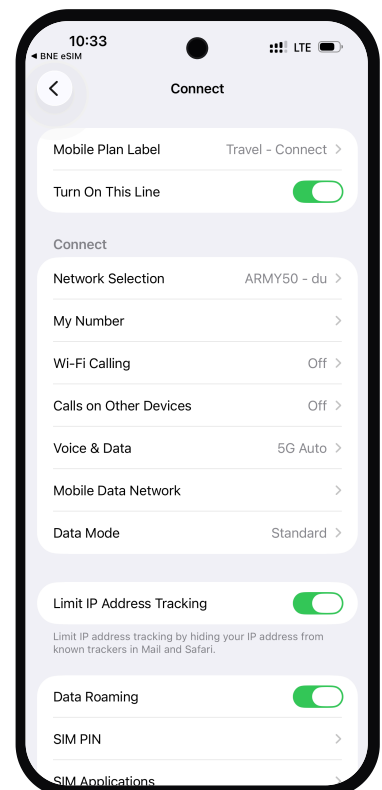 10:33
LTE
◀ BNE eSIM
Connect
Mobile Plan Label Travel - Connect
Turn On This Line
Connect
Network Selection ARMY50 - du
My Number
Wi-Fi Calling Off
Calls on Other Devices Off
Voice & Data 5G Auto
Mobile Data Network
Data Mode Standard
Limit IP Address Tracking
Limit IP address tracking by hiding your IP address from
known trackers in Mail and Safari.
Data Roaming
SIM PIN
SIM Applications